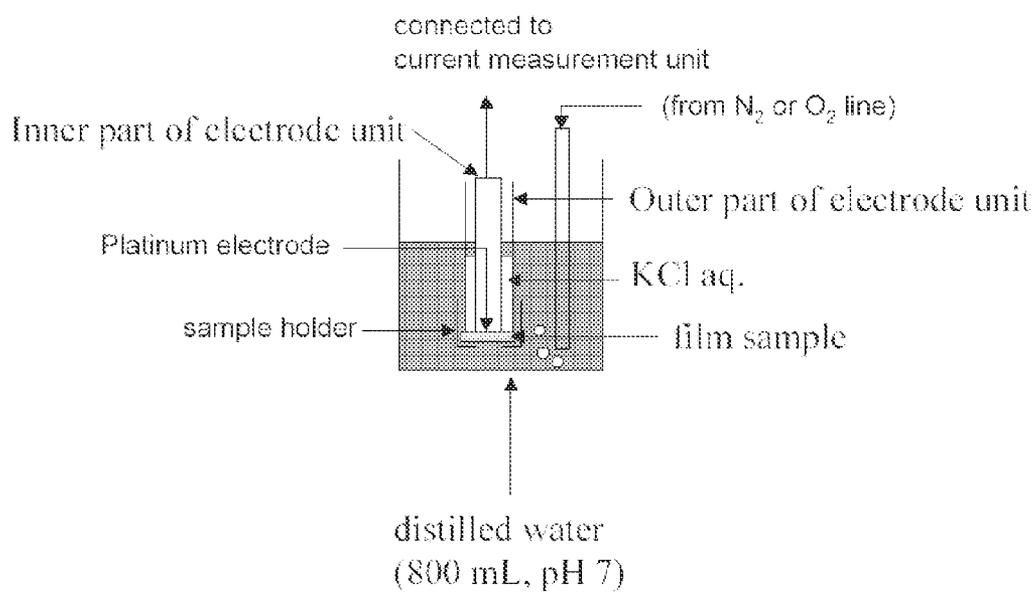 connected to
current measurement unit
(from N₂ or O₂ line)
Inner part of electrode unit
Outer part of electrode unit
Platinum electrode
KCl aq.
sample holder
film sample
distilled water
(800 mL, pH 7)